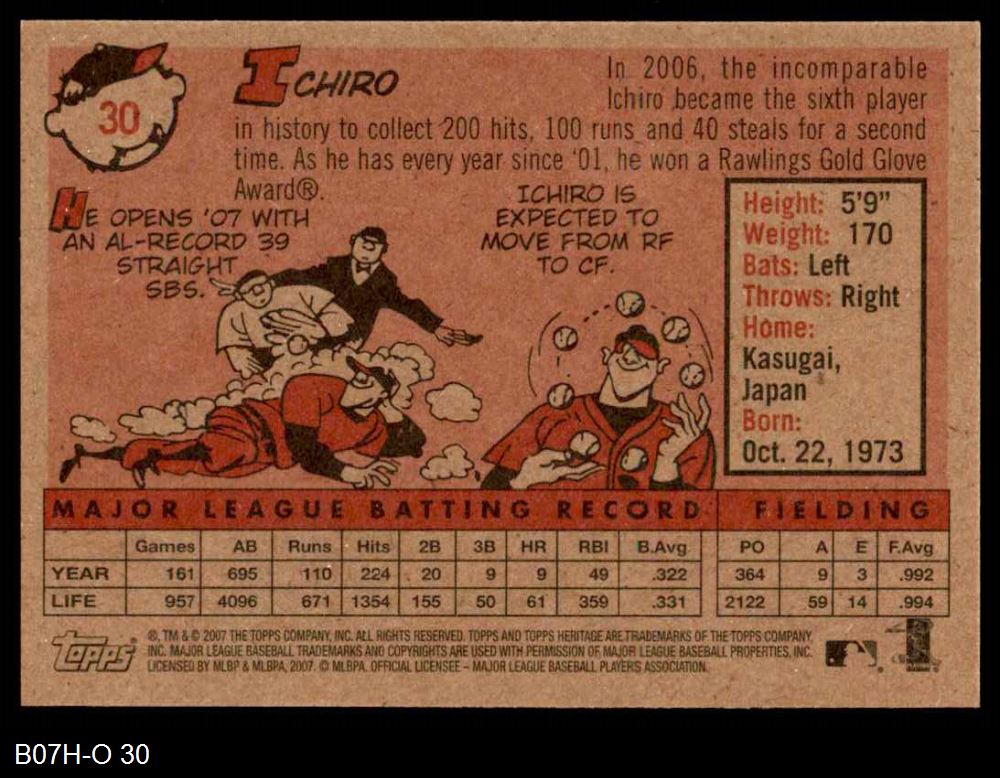 30
ICHIRO
In 2006, the incomparable
Ichiro became the sixth player
in history to collect 200 hits, 100 runs and 40 steals for a second
time. As he has every year since '01, he won a Rawlings Gold Glove
Award®.
HE OPENS '07 WITH
AN AL-RECORD 39
STRAIGHT
SBS.
ICHIRO IS
EXPECTED TO
MOVE FROM RF
TO CF.
Height: 5'9"
Weight: 170
Bats: Left
Throws: Right
Home:
Kasugai,
Japan
Born:
Oct. 22, 1973
MAJOR LEAGUE BATTING RECORD FIELDING
Games AB Runs Hits 2B 3B HR RBI B.Avg PO A E F.Avg
YEAR 161 695 110 224 20 9 9 49 .322 364 9 3 .992
LIFE 957 4096 671 1354 155 50 61 359 .331 2122 59 14 .994
Topps
®, TM & © 2007 THE TOPPS COMPANY, INC. ALL RIGHTS RESERVED. TOPPS AND TOPPS HERITAGE ARE TRADEMARKS OF THE TOPPS COMPANY,
INC. MAJOR LEAGUE BASEBALL TRADEMARKS AND COPYRIGHTS ARE USED WITH PERMISSION OF MAJOR LEAGUE BASEBALL PROPERTIES, INC.
LICENSED BY MLBP & MLBPA, 2007. © MLBPA. OFFICIAL LICENSEE – MAJOR LEAGUE BASEBALL PLAYERS ASSOCIATION.
B07H-O 30